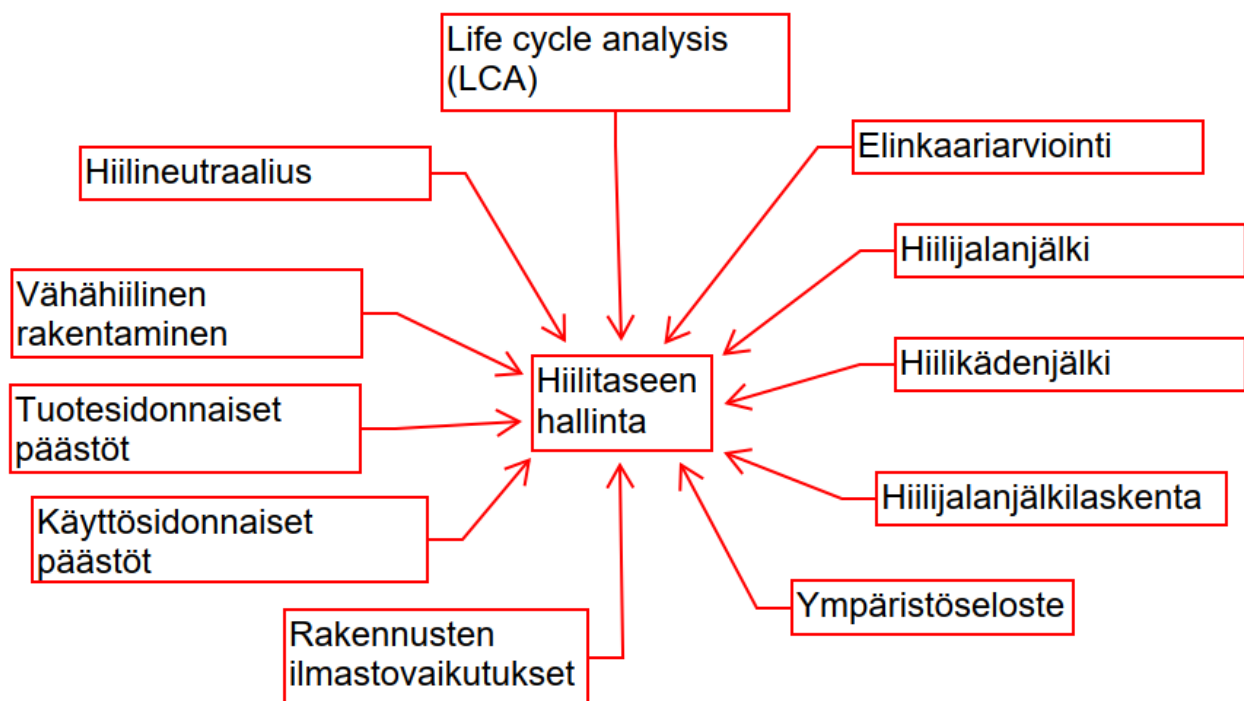 Life cycle analysis
(LCA)
Elinkaariarviointi
Hiilineutraalius
Hiilijalanjälki
Vähähiilinen
rakentaminen
Hiilikädenjälki
Hiilitaseen
hallinta
Tuotesidonnaiset
päästöt
Hiilijalanjälkilaskenta
Käyttösidonnaiset
päästöt
Ympäristöseloste
Rakennusten
ilmastovaikutukset